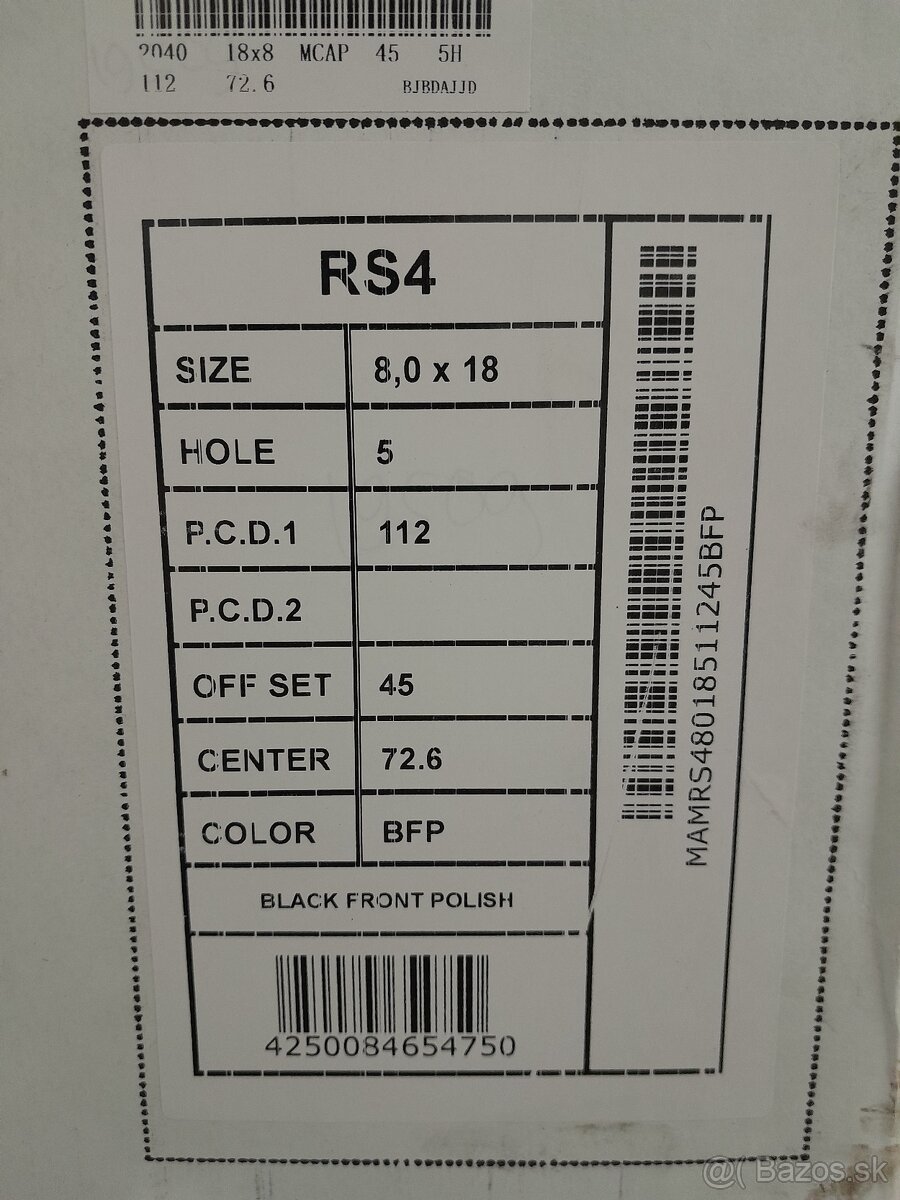 2040 18x8 MCAP 45 5H
112 72.6 BJBDAJJD
RS4
SIZE 8,0 x 18
HOLE 5
P.C.D.1 112
P.C.D.2
OFF SET 45
CENTER 72.6
COLOR BFP
BLACK FRONT POLISH
4250084654750
MAMRS48018511245BFP
@( Bazos.sk